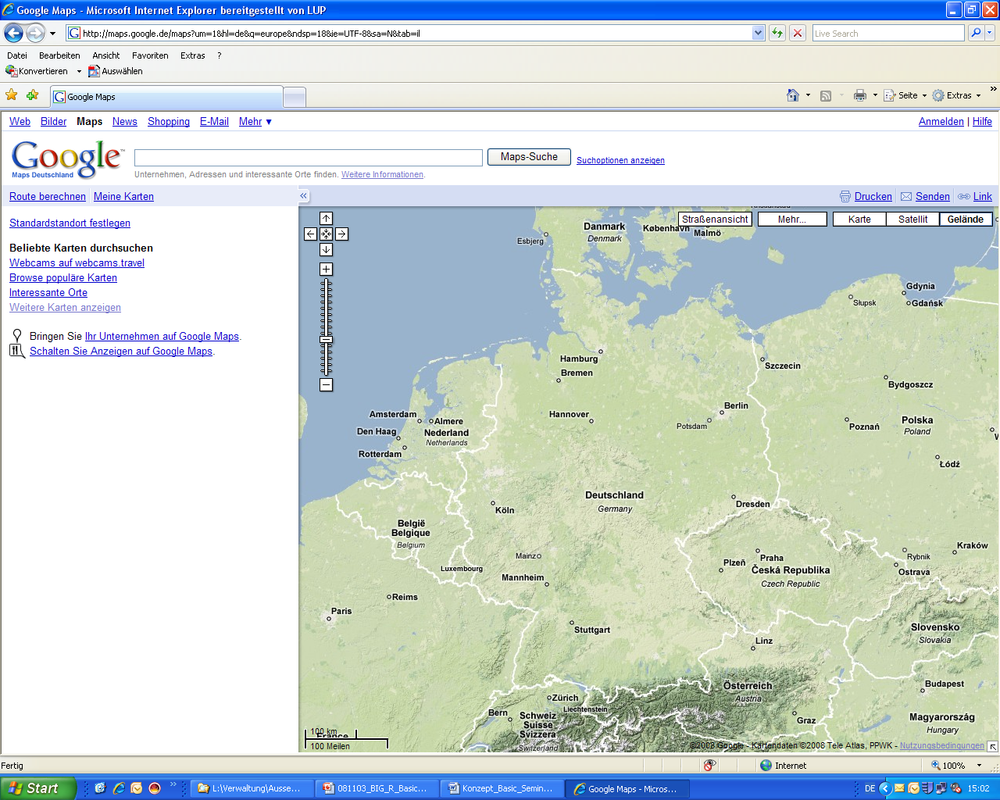 Google Maps - Microsoft Internet Explorer bereitgestellt von LUP
http://maps.google.de/maps?um=1&hl=de&q=europe&ndsp=18&ie=UTF-8&sa=N&tab=il
Live Search
Datei Bearbeiten Ansicht Favoriten Extras ?
Konvertieren Auswählen
Google Maps
Seite Extras
Web Bilder Maps News Shopping E-Mail Mehr ▼
Anmelden | Hilfe
Google™
Maps Deutschland
Maps-Suche
Suchoptionen anzeigen
Unternehmen, Adressen und interessante Orte finden. Weitere Informationen.
Route berechnen Meine Karten
« Drucken Senden Link
Standardstandort festlegen
Beliebte Karten durchsuchen
Webcams auf webcams.travel
Browse populäre Karten
Interessante Orte
Weitere Karten anzeigen
Bringen Sie Ihr Unternehmen auf Google Maps.
Schalten Sie Anzeigen auf Google Maps.
Straßenansicht Mehr... Karte Satellit Gelände
Danmark
Denmark
København
Malmö
Esbjerg
Gdynia
Gdańsk
Słupsk
Hamburg
Bremen
Szczecin
Bydgoszcz
Amsterdam
Almere
Hannover
Berlin
Potsdam
Poznań
Polska
Poland
Den Haag
Nederland
Netherlands
Rotterdam
Łódź
Deutschland
Germany
Köln
Dresden
België
Belgique
Belgium
Luxembourg
Mainz
Mannheim
Plzeň
Praha
Česká Republika
Czech Republic
Kraków
Rybnik
Ostrava
Reims
Paris
Stuttgart
Linz
Slovensko
Slovakia
Österreich
Austria
Budapest
Zürich
Liechtenstein
Bern
Schweiz
Suisse
Svizzera
Switzerland
Graz
Magyarország
Hungary
France
100 km
100 Meilen
©2008 Google - Kartendaten ©2008 Tele Atlas, PPWK - Nutzungsbedingungen
Fertig
Internet
100%
Start
L:\Verwaltung\Ausse...
081103_BIG_R_Basic...
Konzept_Basic_Semin...
Google Maps - Micros...
DE
15:02